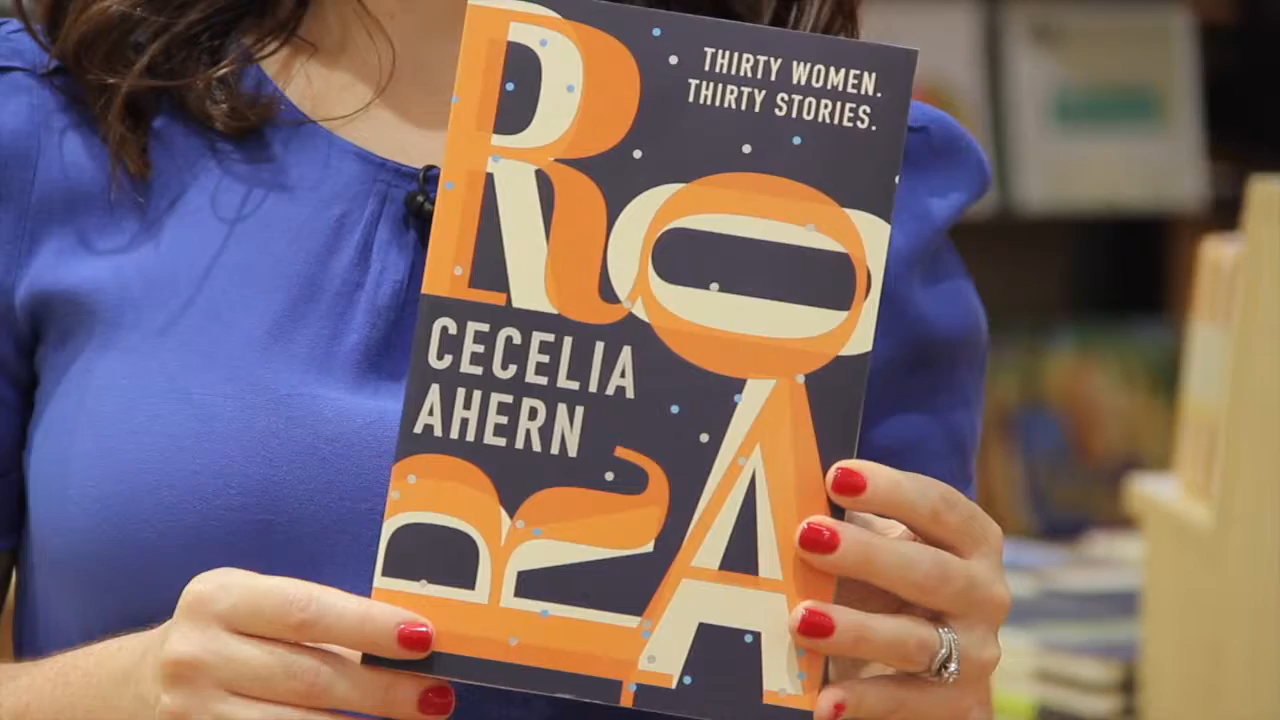 THIRTY WOMEN.
THIRTY STORIES.
ROAR
CECELIA
AHERN